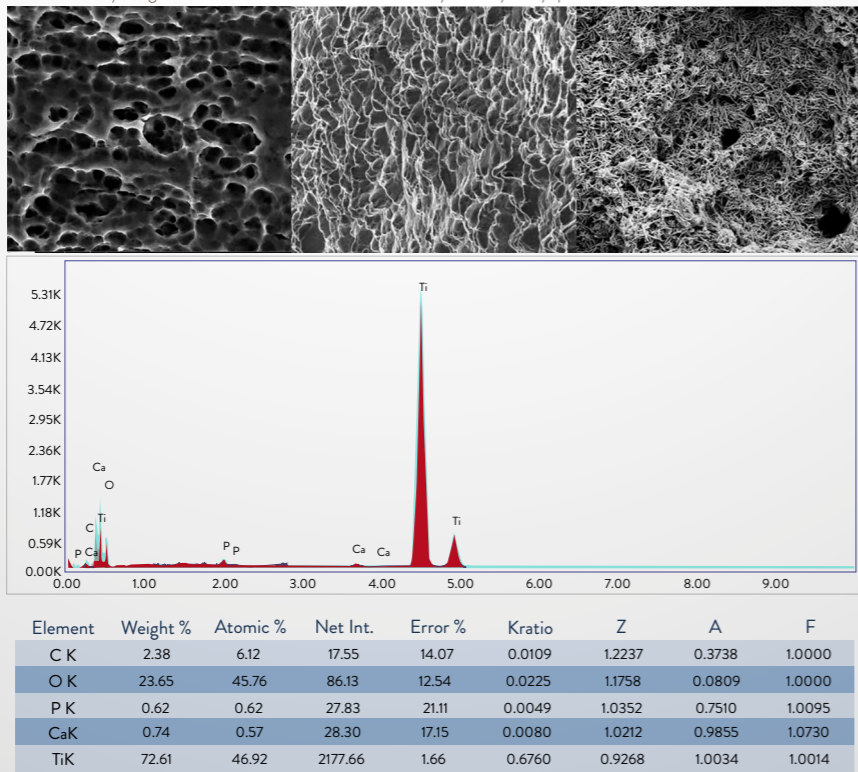 Ti
5.31K
4.72K
4.13K
3.54K
2.95K
2.36K
Ca
1.77K
O
1.18K
Ti
C
Ti
0.59K
P Ca
P P
Ca Ca
0.00K
0.00 1.00 2.00 3.00 4.00 5.00 6.00 7.00 8.00 9.00
Element Weight % Atomic % Net Int. Error % Kratio Z A F
C K 2.38 6.12 17.55 14.07 0.0109 1.2237 0.3738 1.0000
O K 23.65 45.76 86.13 12.54 0.0225 1.1758 0.0809 1.0000
P K 0.62 0.62 27.83 21.11 0.0049 1.0352 0.7510 1.0095
CaK 0.74 0.57 28.30 17.15 0.0080 1.0212 0.9855 1.0730
TiK 72.61 46.92 2177.66 1.66 0.6760 0.9268 1.0034 1.0014